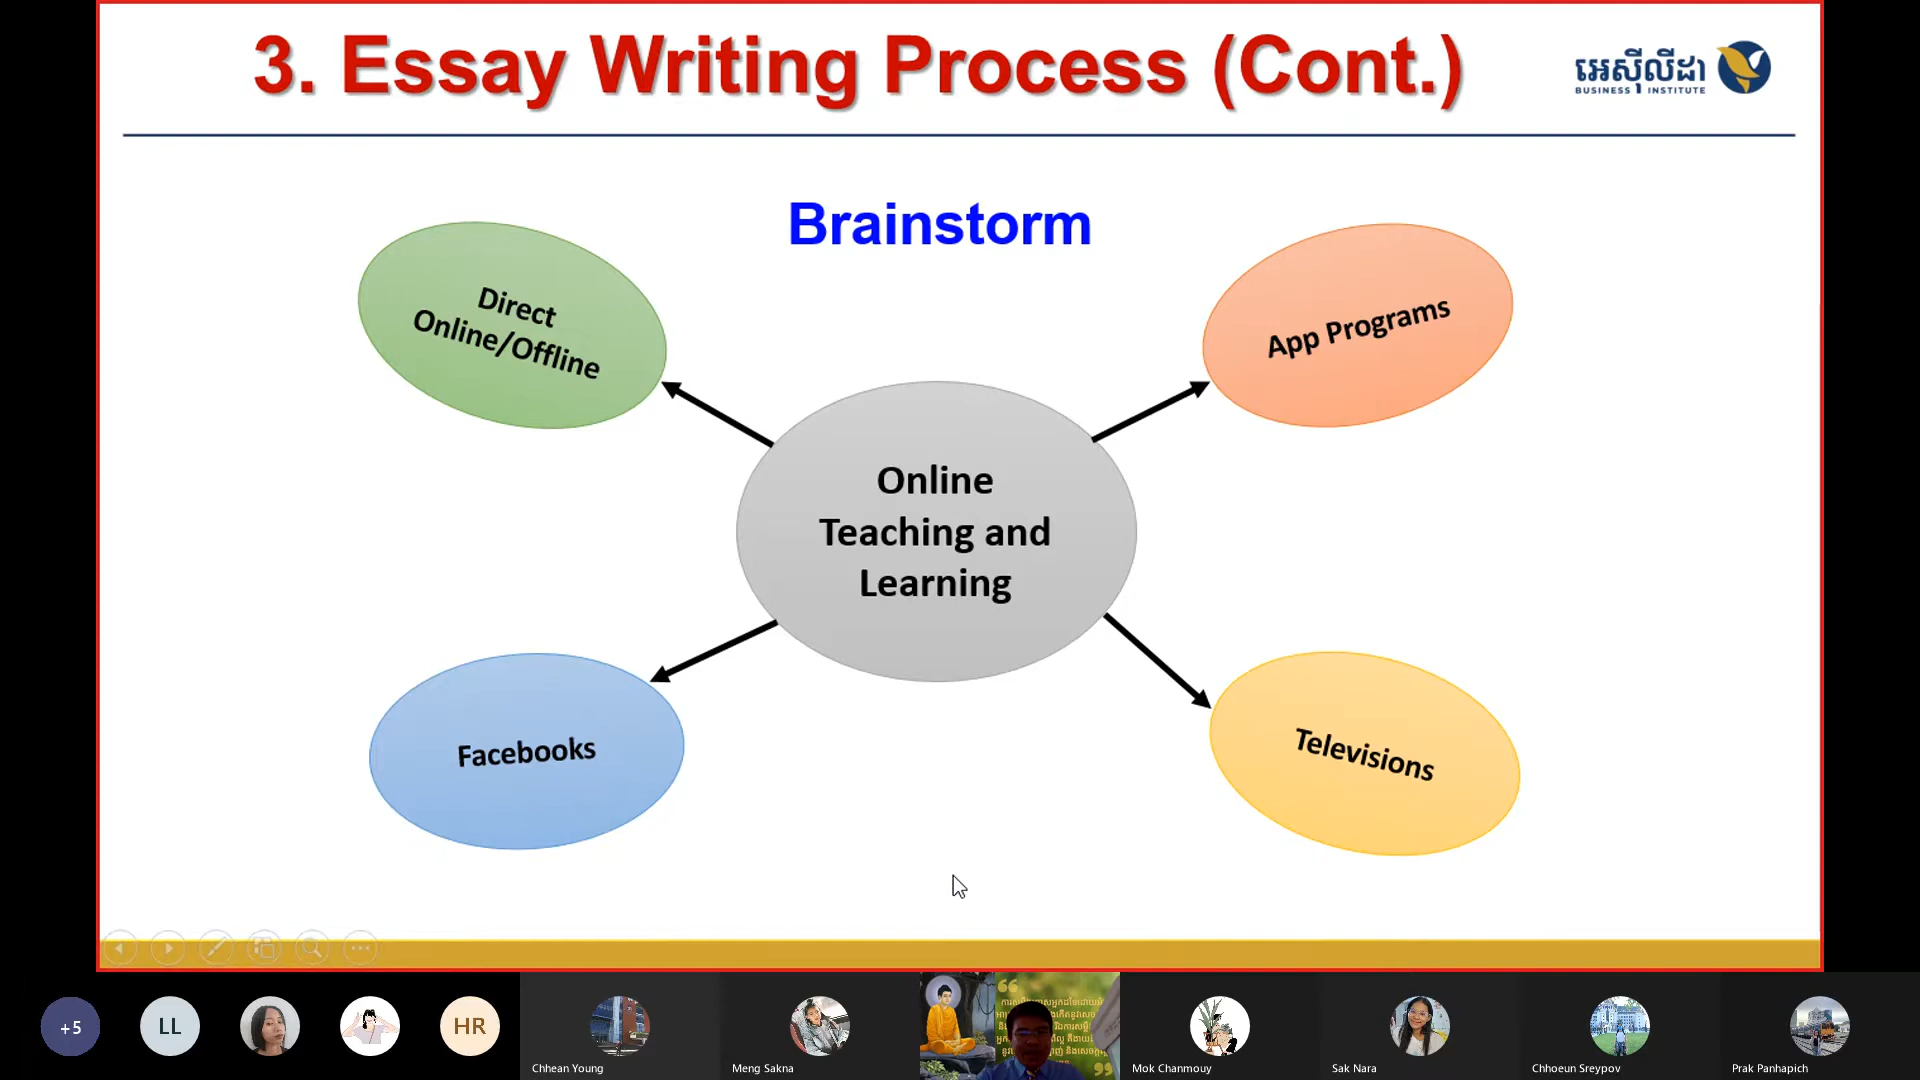 3. Essay Writing Process (Cont.)
អេស៊ីលីដា
BUSINESS INSTITUTE
Brainstorm
Direct
Online/Offline
App Programs
Online
Teaching and
Learning
Facebooks
Televisions
+5
LL
HR
Chhean Young
Meng Sakna
Mok Chanmouy
Sak Nara
Chhoeun Sreypov
Prak Panhapich